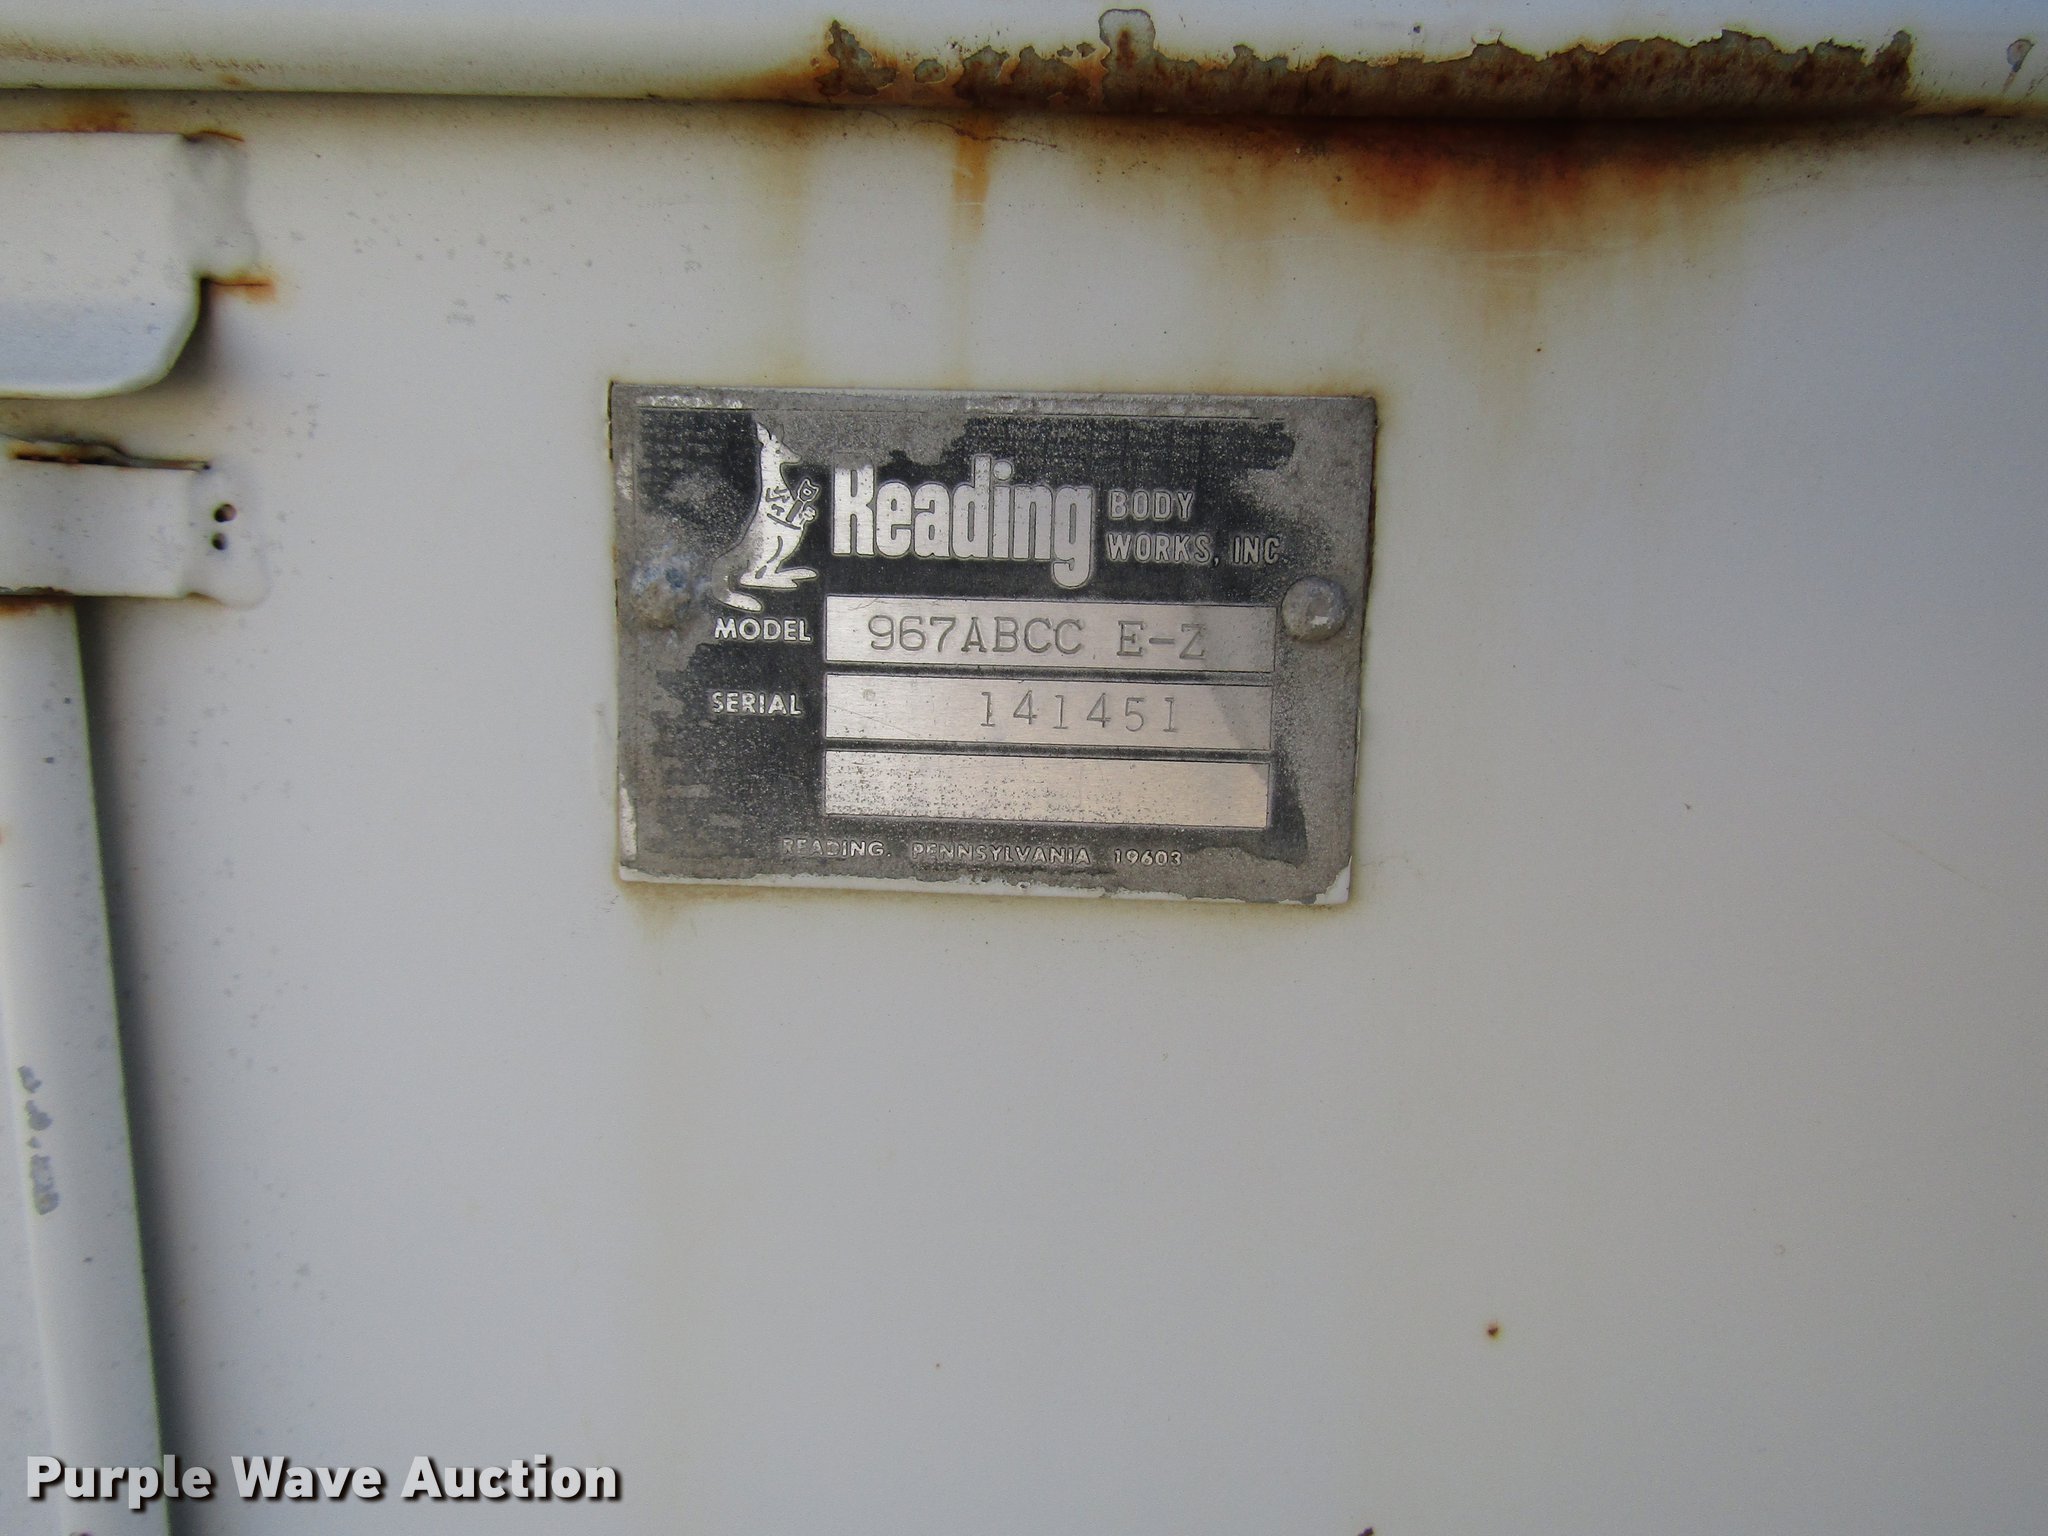 Reading BODY
WORKS, INC.
MODEL 967ABCC E-Z
SERIAL 141451
READING, PENNSYLVANIA 19603
Purple Wave Auction